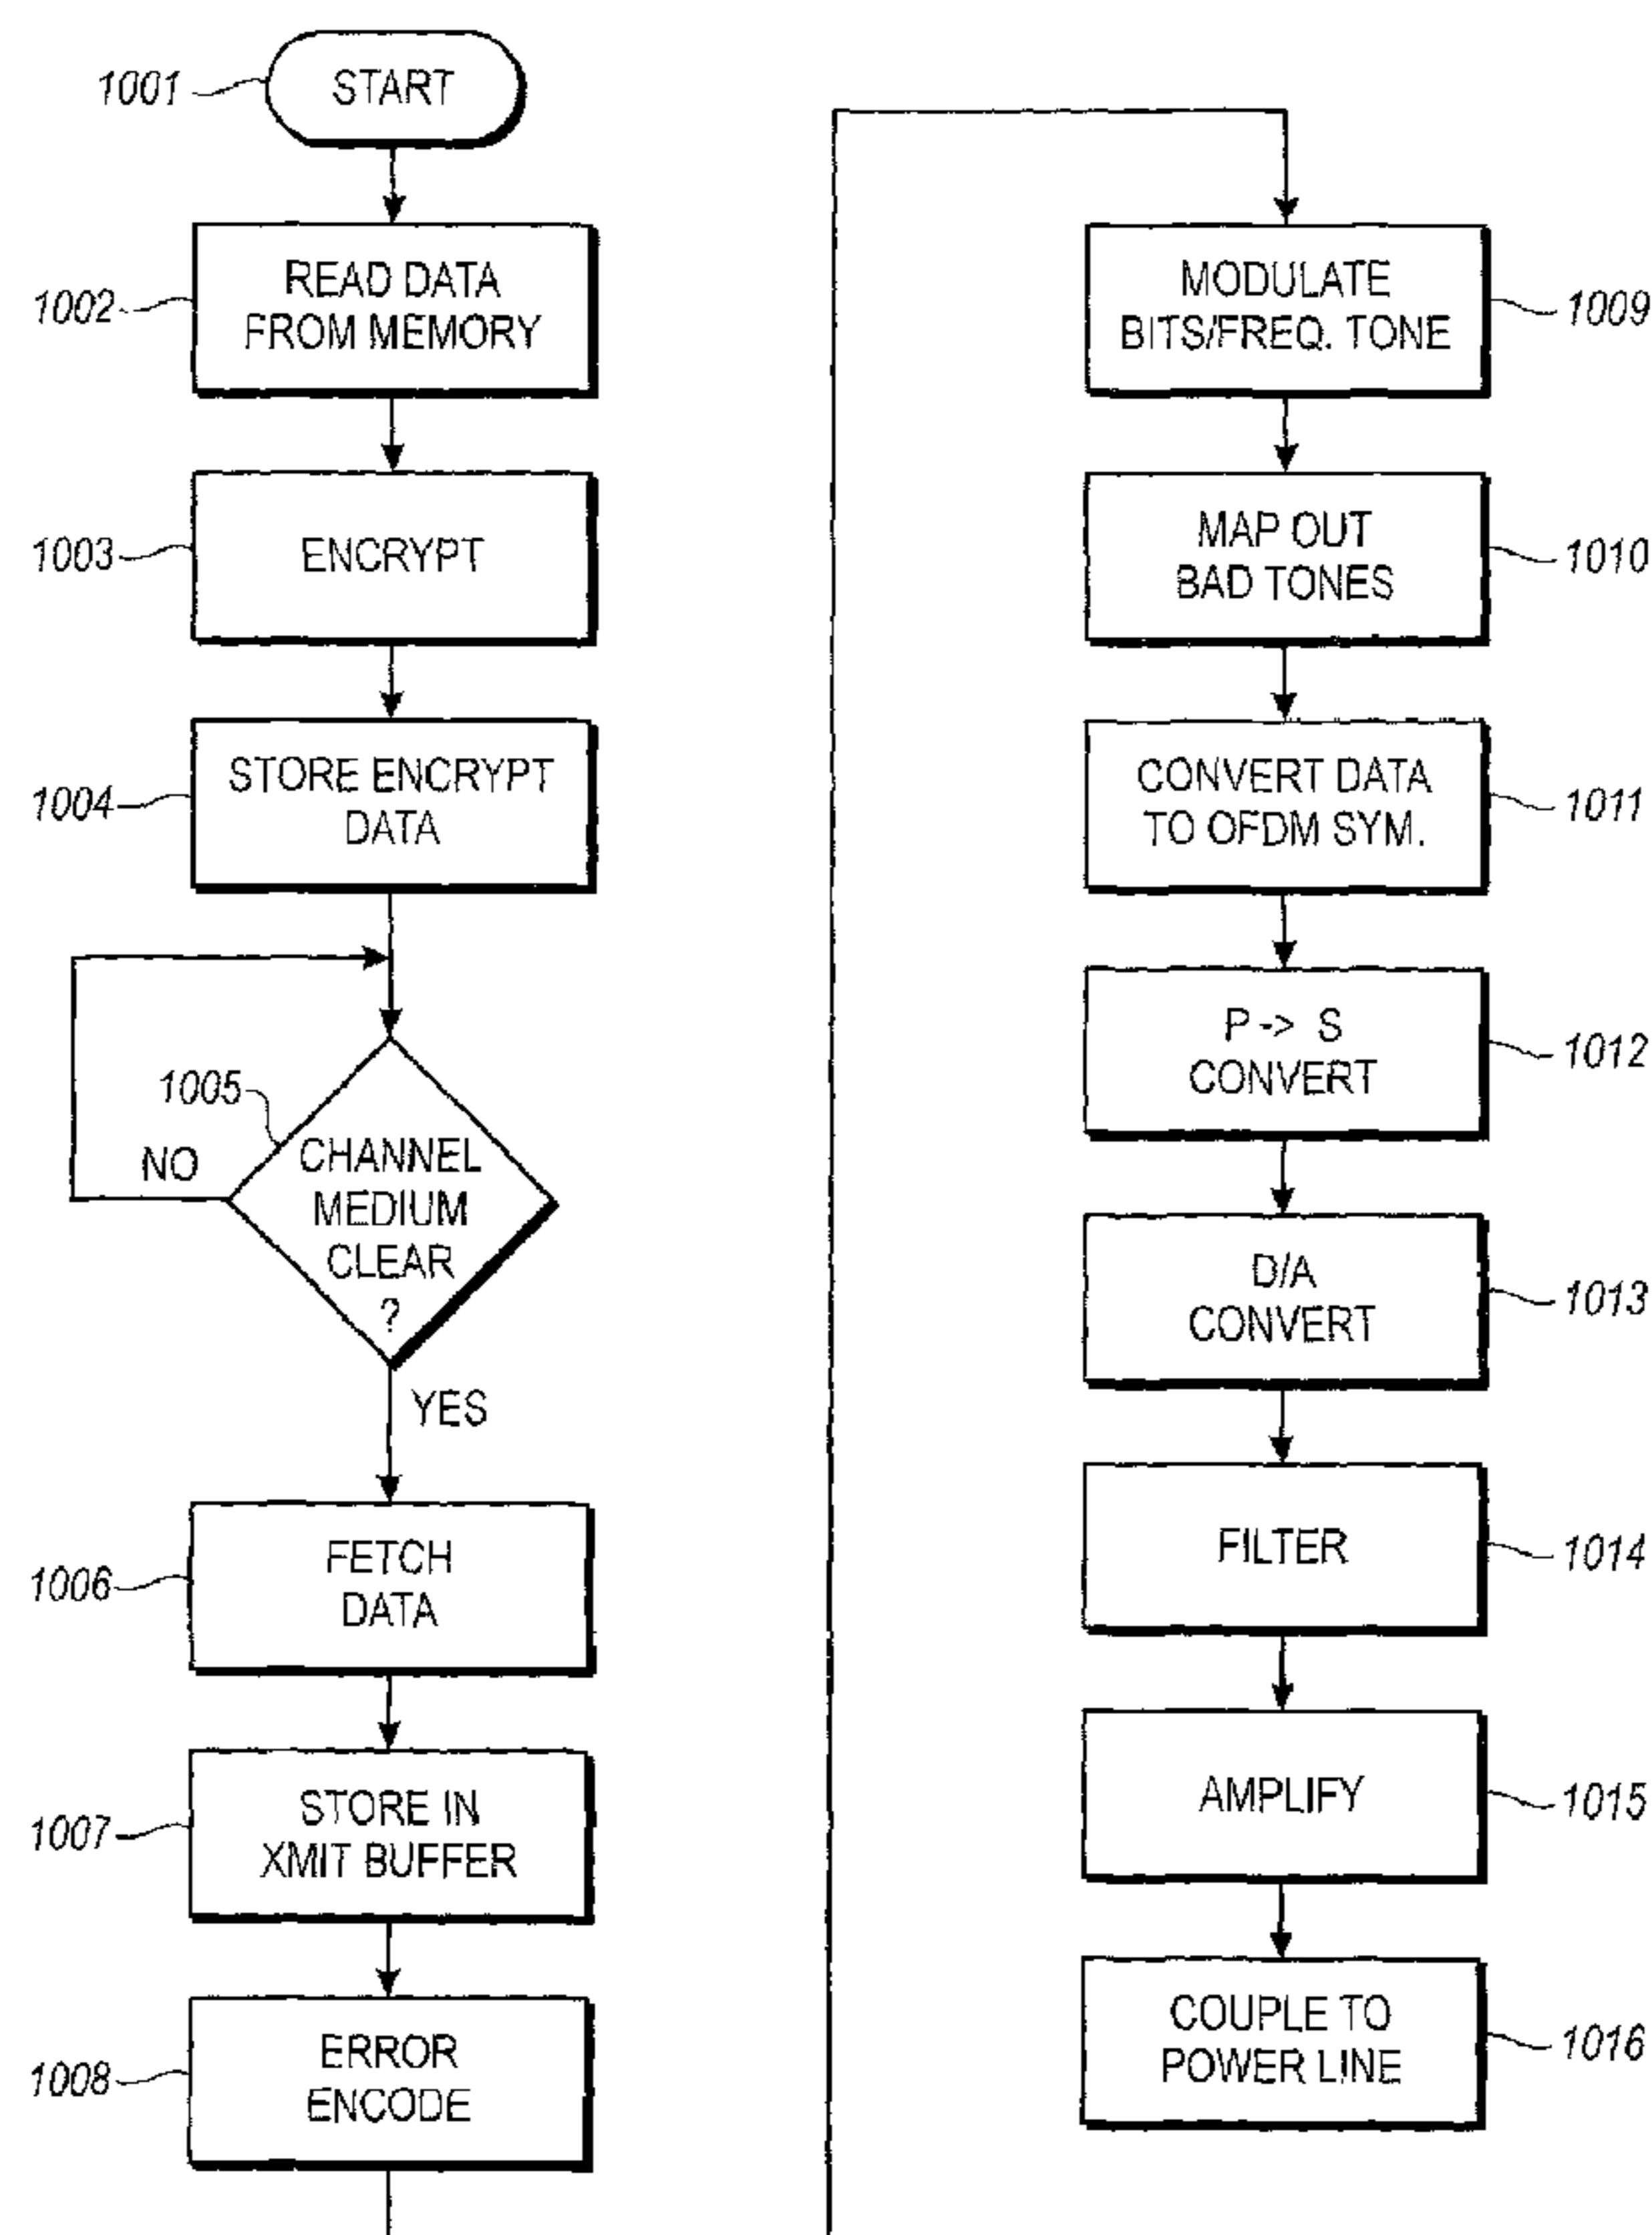 1001
START
1002
READ DATA
FROM MEMORY
1003
ENCRYPT
1004
STORE ENCRYPT
DATA
1005
NO
CHANNEL
MEDIUM
CLEAR
?
YES
1006
FETCH
DATA
1007
STORE IN
XMIT BUFFER
1008
ERROR
ENCODE
MODULATE
BITS/FREQ. TONE
1009
MAP OUT
BAD TONES
1010
CONVERT DATA
TO OFDM SYM.
1011
P -> S
CONVERT
1012
D/A
CONVERT
1013
FILTER
1014
AMPLIFY
1015
COUPLE TO
POWER LINE
1016